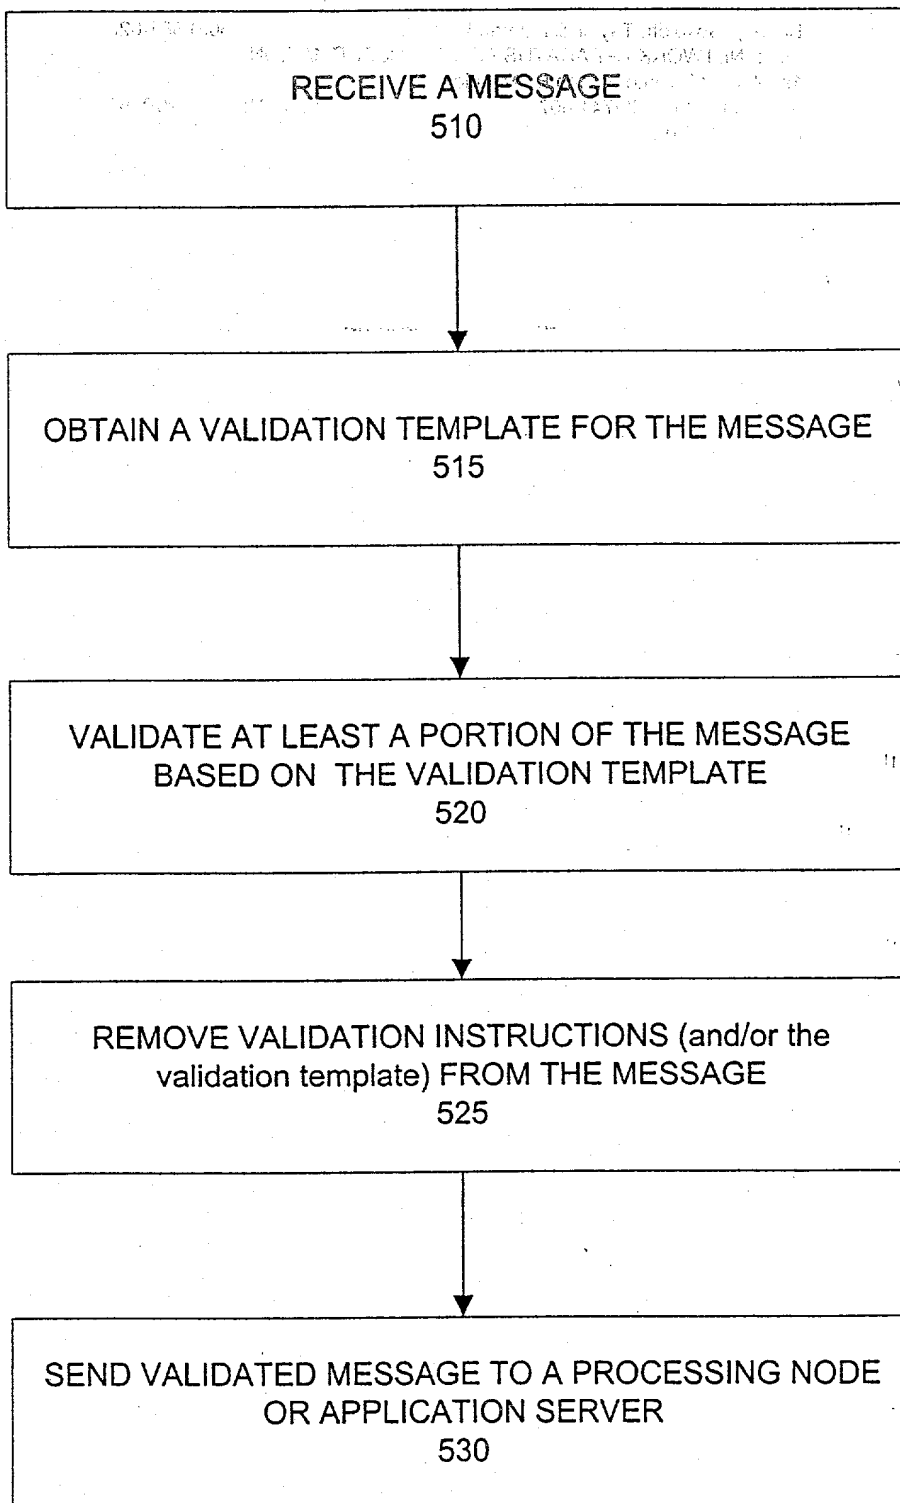 RECEIVE A MESSAGE
510
OBTAIN A VALIDATION TEMPLATE FOR THE MESSAGE
515
VALIDATE AT LEAST A PORTION OF THE MESSAGE
BASED ON THE VALIDATION TEMPLATE
520
REMOVE VALIDATION INSTRUCTIONS (and/or the
validation template) FROM THE MESSAGE
525
SEND VALIDATED MESSAGE TO A PROCESSING NODE
OR APPLICATION SERVER
530